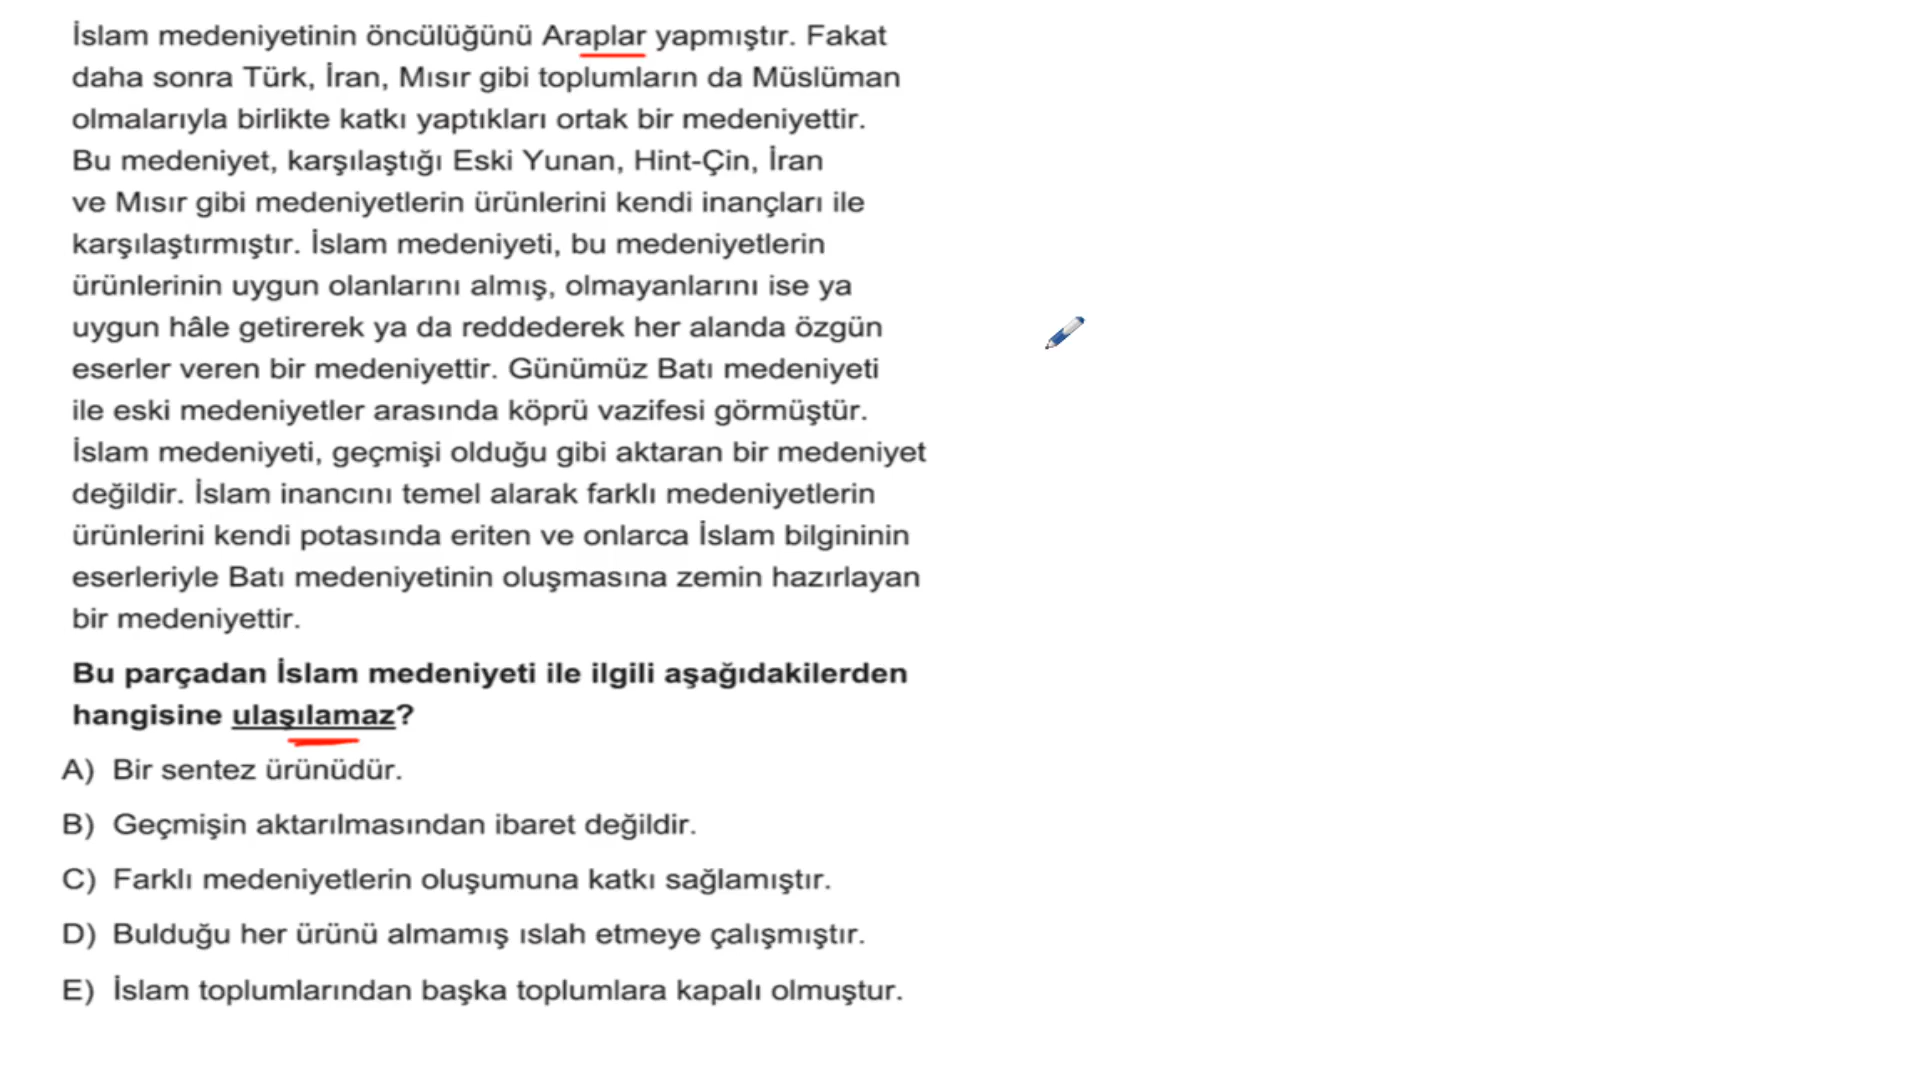 İslam medeniyetinin öncülüğünü Araplar yapmıştır. Fakat
daha sonra Türk, İran, Mısır gibi toplumların da Müslüman
olmalarıyla birlikte katkı yaptıkları ortak bir medeniyettir.
Bu medeniyet, karşılaştığı Eski Yunan, Hint-Çin, İran
ve Mısır gibi medeniyetlerin ürünlerini kendi inançları ile
karşılaştırmıştır. İslam medeniyeti, bu medeniyetlerin
ürünlerinin uygun olanlarını almış, olmayanlarını ise ya
uygun hâle getirerek ya da reddederek her alanda özgün
eserler veren bir medeniyettir. Günümüz Batı medeniyeti
ile eski medeniyetler arasında köprü vazifesi görmüştür.
İslam medeniyeti, geçmişi olduğu gibi aktaran bir medeniyet
değildir. İslam inancını temel alarak farklı medeniyetlerin
ürünlerini kendi potasında eriten ve onlarca İslam bilgininin
eserleriyle Batı medeniyetinin oluşmasına zemin hazırlayan
bir medeniyettir.
Bu parçadan İslam medeniyeti ile ilgili aşağıdakilerden
hangisine ulaşılamaz?
A) Bir sentez ürünüdür.
B) Geçmişin aktarılmasından ibaret değildir.
C) Farklı medeniyetlerin oluşumuna katkı sağlamıştır.
D) Bulduğu her ürünü almamış ıslah etmeye çalışmıştır.
E) İslam toplumlarından başka toplumlara kapalı olmuştur.